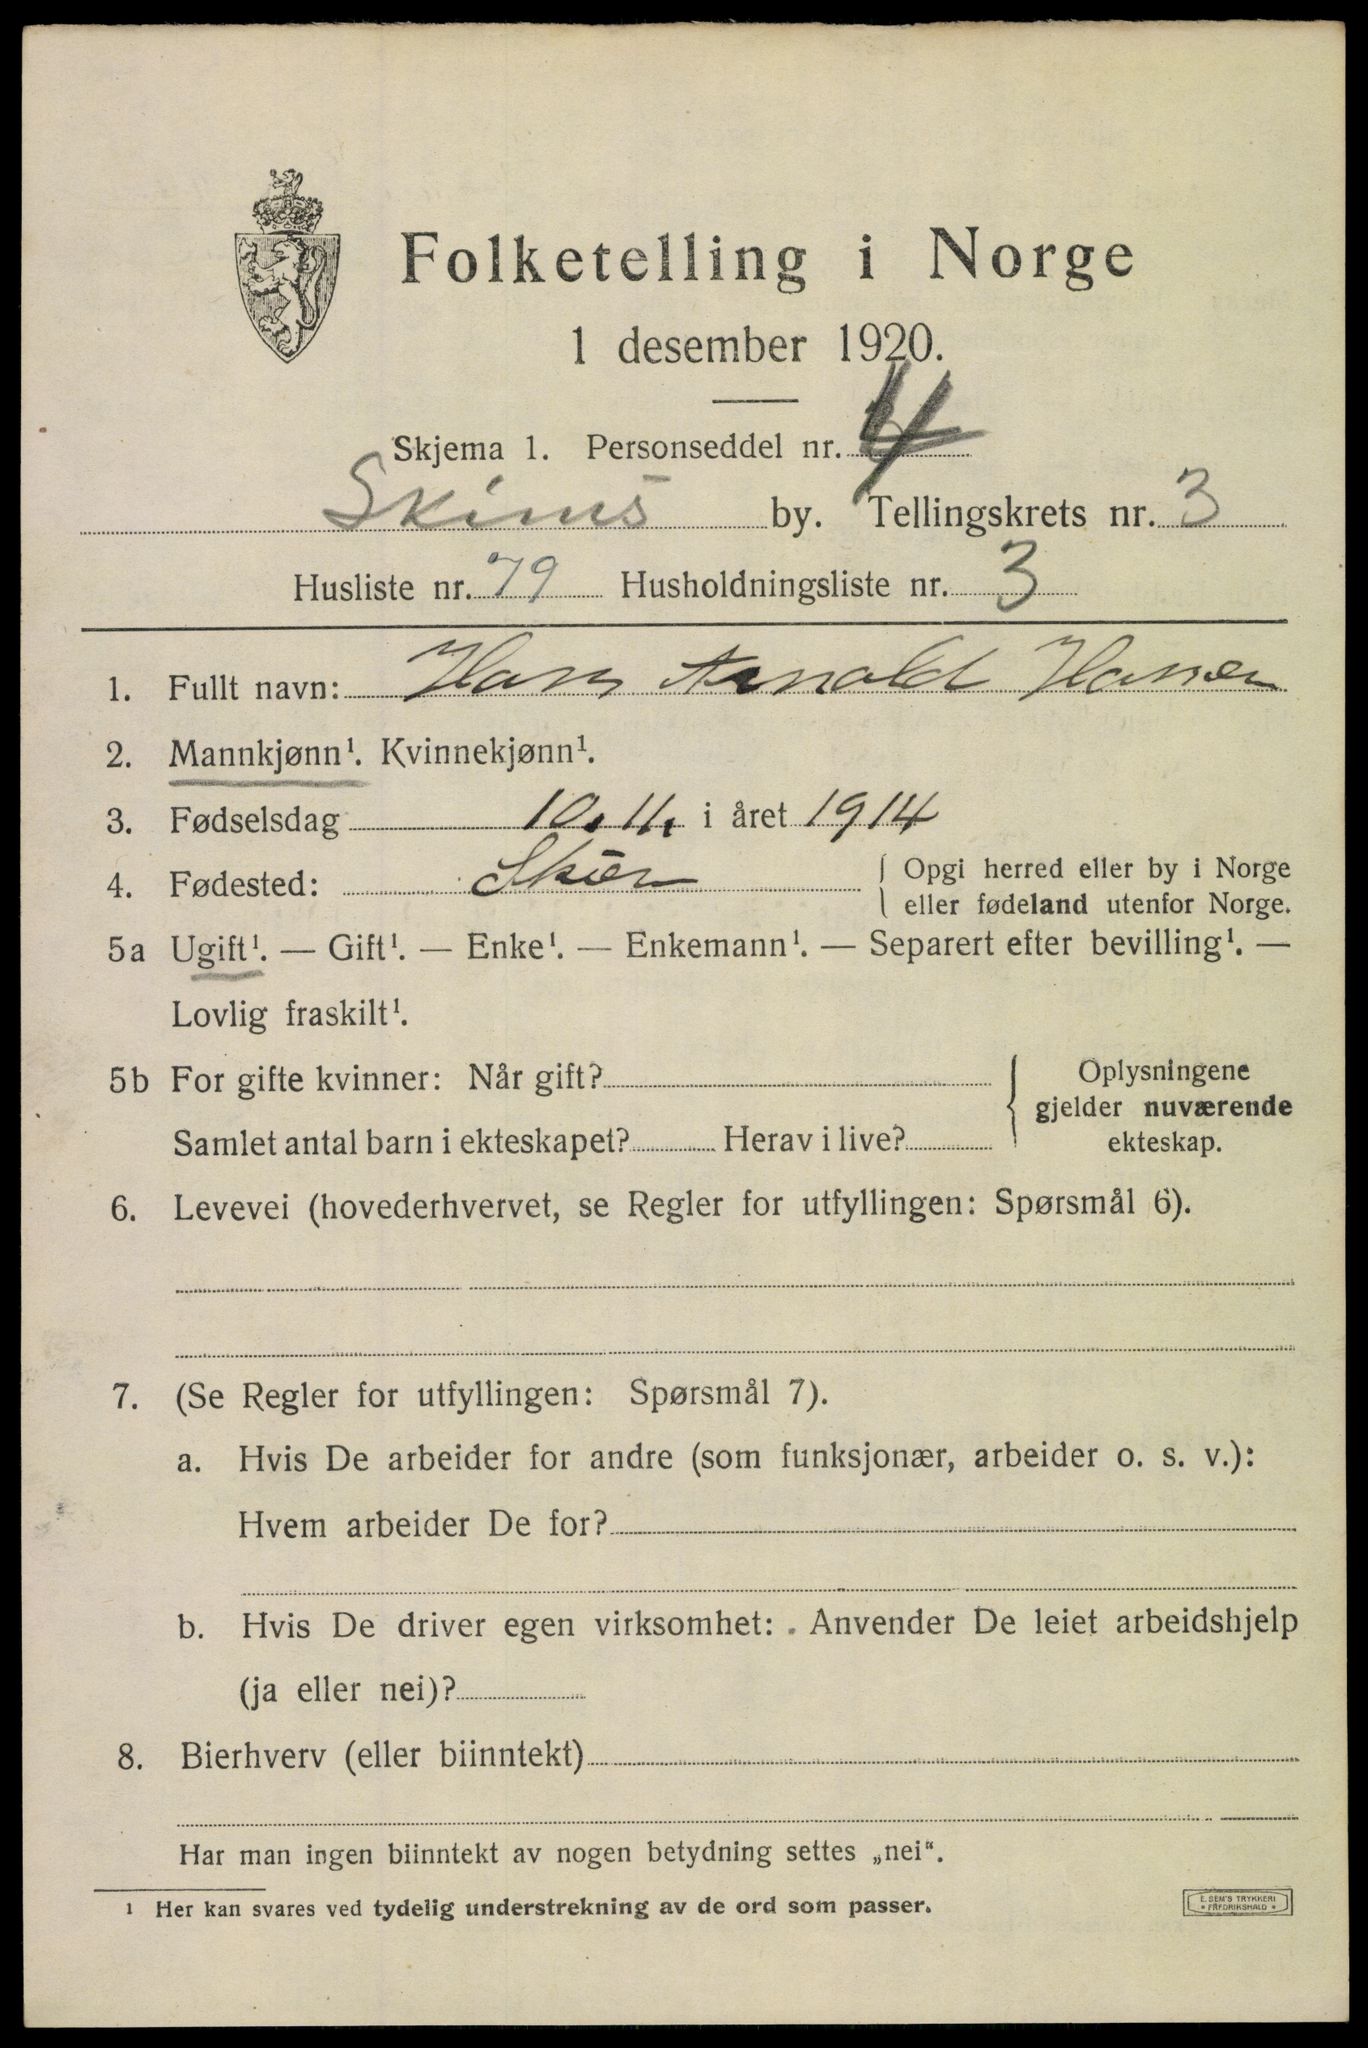 Folketelling i Norge
1 desember 1920.
Skjema 1. Personseddel nr. 4
Skiens by. Tellingskrets nr. 3
Husliste nr. 79 Husholdningsliste nr. 3
1. Fullt navn: Hans Arnold Hansen
2. Mannkjønn¹. Kvinnekjønn¹.
3. Fødselsdag 10. 11. i året 1914
4. Fødested: Skien { Opgi herred eller by i Norge
eller fødeland utenfor Norge.
5a Ugift¹. — Gift¹. — Enke¹. — Enkemann¹. — Separert efter bevilling¹. —
Lovlig fraskilt¹.
5b For gifte kvinner: Når gift? { Oplysningene
gjelder nuværende
Samlet antal barn i ekteskapet? Herav i live? ekteskap.
6. Levevei (hovederhvervet, se Regler for utfyllingen: Spørsmål 6).
7. (Se Regler for utfyllingen: Spørsmål 7).
a. Hvis De arbeider for andre (som funksjonær, arbeider o. s. v.):
Hvem arbeider De for?
b. Hvis De driver egen virksomhet: . Anvender De leiet arbeidshjelp
(ja eller nei)?
8. Bierhverv (eller biinntekt)
Har man ingen biinntekt av nogen betydning settes „nei“.
¹ Her kan svares ved tydelig understrekning av de ord som passer.
E. SEM'S TRYKKERI
* FREDRIKSHALD *